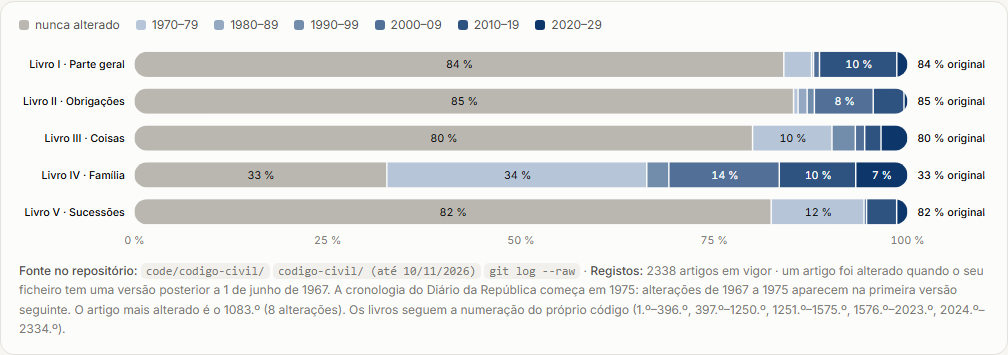 nunca alterado 1970–79 1980–89 1990–99 2000–09 2010–19 2020–29
Livro I · Parte geral 84 % 10 % 84 % original
Livro II · Obrigações 85 % 8 % 85 % original
Livro III · Coisas 80 % 10 % 80 % original
Livro IV · Família 33 % 34 % 14 % 10 % 7 % 33 % original
Livro V · Sucessões 82 % 12 % 82 % original
0 % 25 % 50 % 75 % 100 %
Fonte no repositório: code/codigo-civil/ codigo-civil/ (até 10/11/2026) git log --raw · Registos: 2338 artigos em vigor · um artigo foi alterado quando o seu
ficheiro tem uma versão posterior a 1 de junho de 1967. A cronologia do Diário da República começa em 1975: alterações de 1967 a 1975 aparecem na primeira versão
seguinte. O artigo mais alterado é o 1083.º (8 alterações). Os livros seguem a numeração do próprio código (1.º–396.º, 397.º–1250.º, 1251.º–1575.º, 1576.º–2023.º, 2024.º–
2334.º).